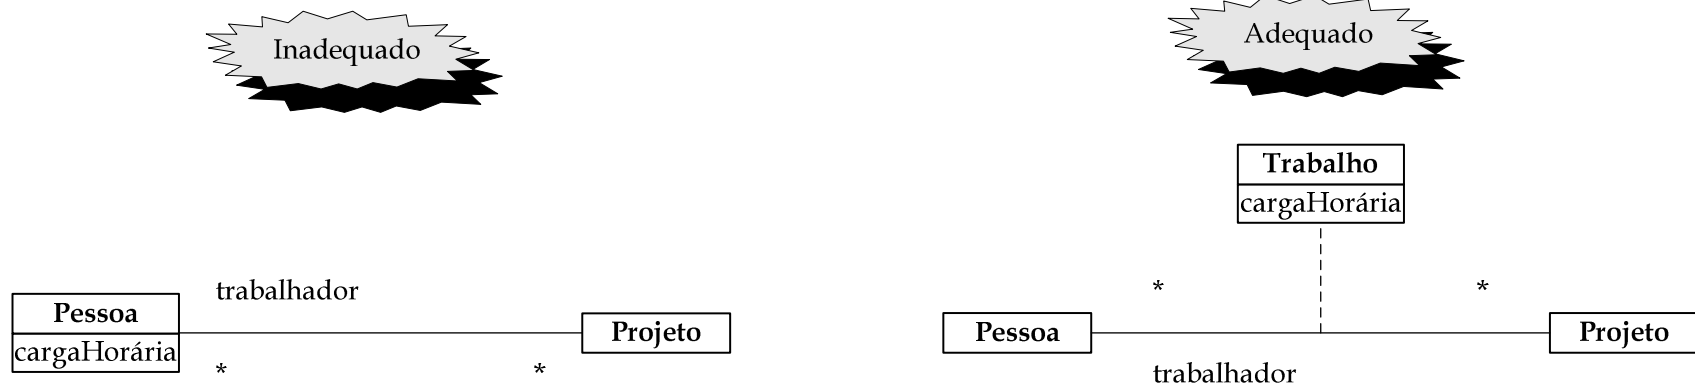 Inadequado
Adequado
Trabalho
cargaHorária
trabalhador
*
*
Pessoa
cargaHorária
Projeto
*
*
Pessoa
Projeto
trabalhador